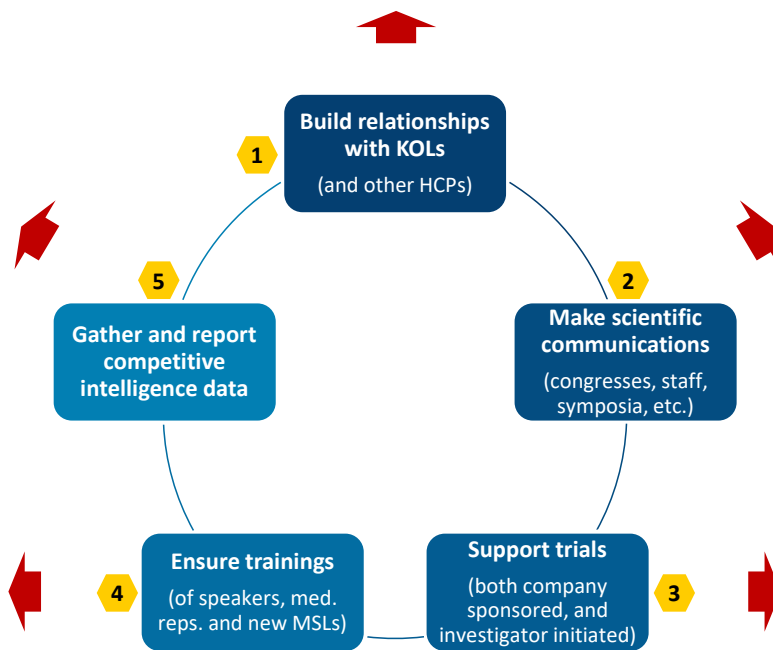 1
Build relationships
with KOLs
(and other HCPs)
2
Make scientific
communications
(congresses, staff,
symposia, etc.)
3
Support trials
(both company
sponsored, and
investigator initiated)
4
Ensure trainings
(of speakers, med.
reps. and new MSLs)
5
Gather and report
competitive
intelligence data